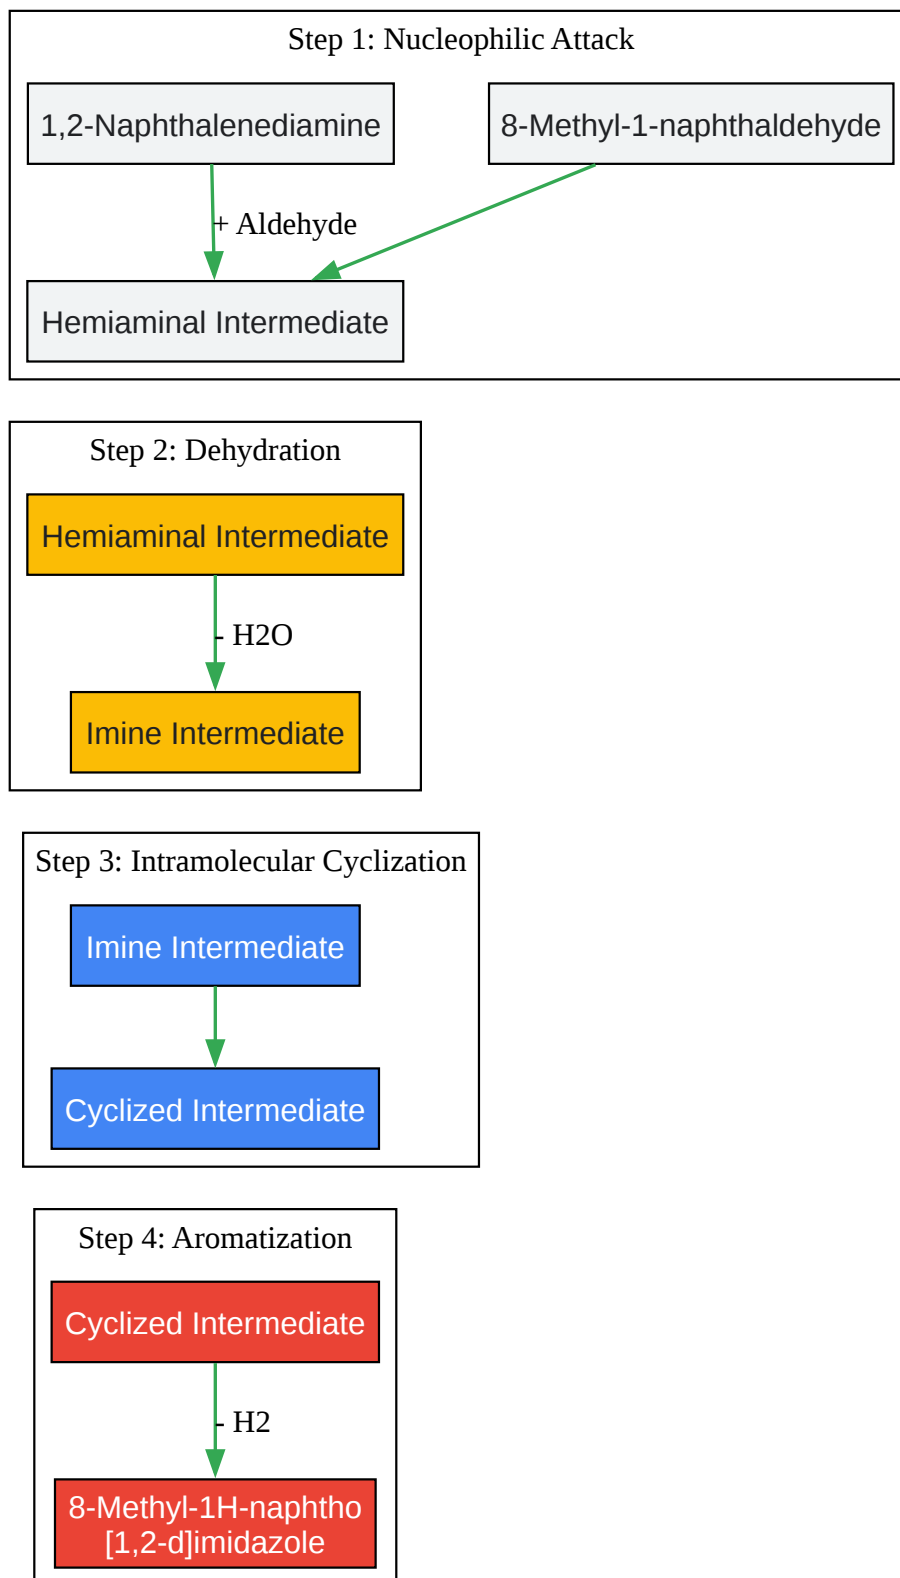 Step 1: Nucleophilic Attack
1,2-Naphthalenediamine
8-Methyl-1-naphthaldehyde
+ Aldehyde
Hemiaminal Intermediate
Step 2: Dehydration
Hemiaminal Intermediate
- H2O
Imine Intermediate
Step 3: Intramolecular Cyclization
Imine Intermediate
Cyclized Intermediate
Step 4: Aromatization
Cyclized Intermediate
- H2
8-Methyl-1H-naphtho
[1,2-d]imidazole